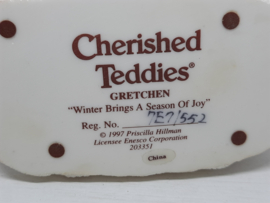 Cherished
Teddies®
GRETCHEN
"Winter Brings A Season Of Joy"
Reg. No. 7E7/552
© 1997 Priscilla Hillman
Licensee Enesco Corporation
203351
China